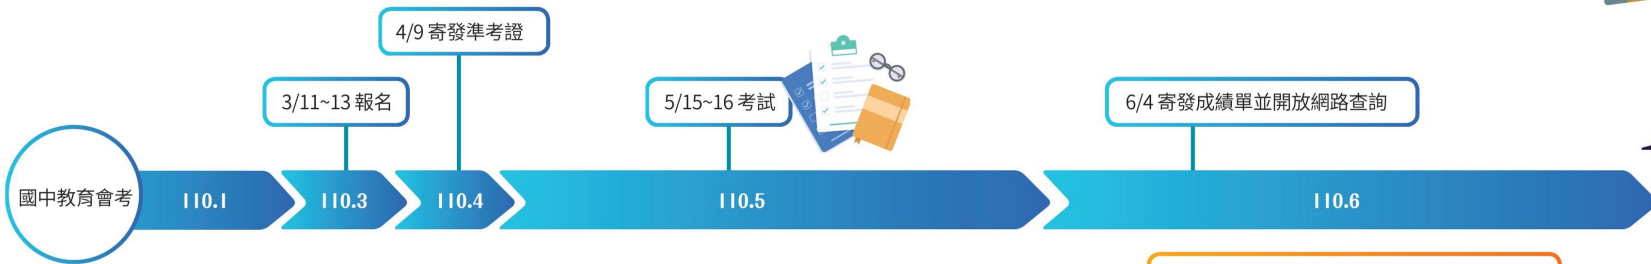 4/9 寄發準考證
3/11~13 報名
5/15~16 考試
6/4 寄發成績單並開放網路查詢
國中教育會考
110.1
110.3
110.4
110.5
110.6